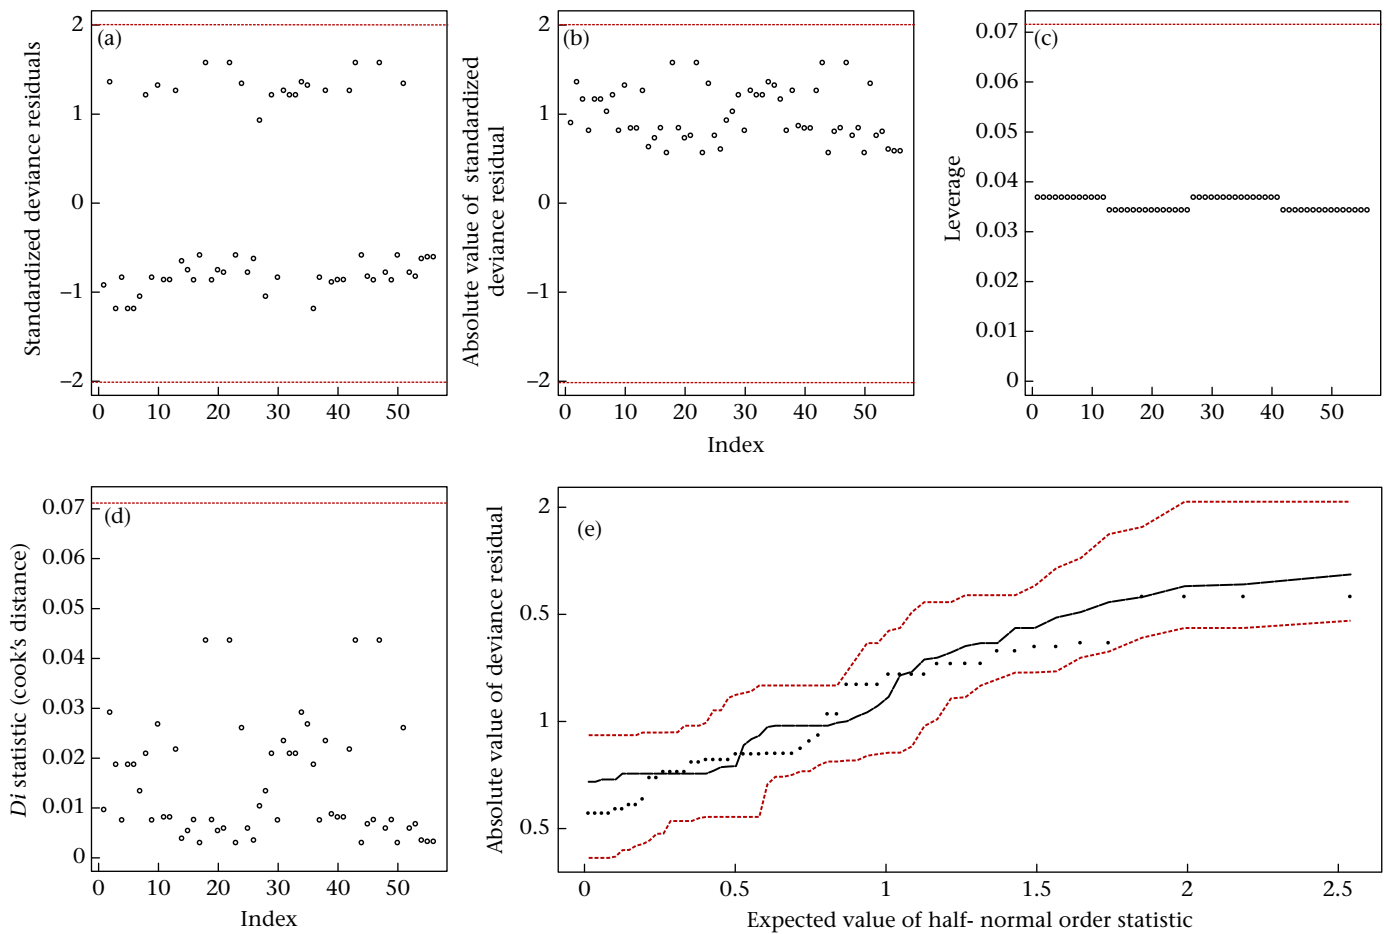 (a)
Standardized deviance residuals
2
1
0
−1
−2
0 10 20 30 40 50
(b)
Absolute value of standardized
deviance residual
2
1
0
−1
−2
0 10 20 30 40 50
Index
(c)
Leverage
0.07
0.06
0.05
0.04
0.03
0.02
0.01
0
0 10 20 30 40 50
(d)
Di statistic (cook's distance)
0.07
0.06
0.05
0.04
0.03
0.02
0.01
0
0 10 20 30 40 50
Index
(e)
Absolute value of deviance residual
2
0.5
1
0.5
0 0.5 1 1.5 2 2.5
Expected value of half- normal order statistic